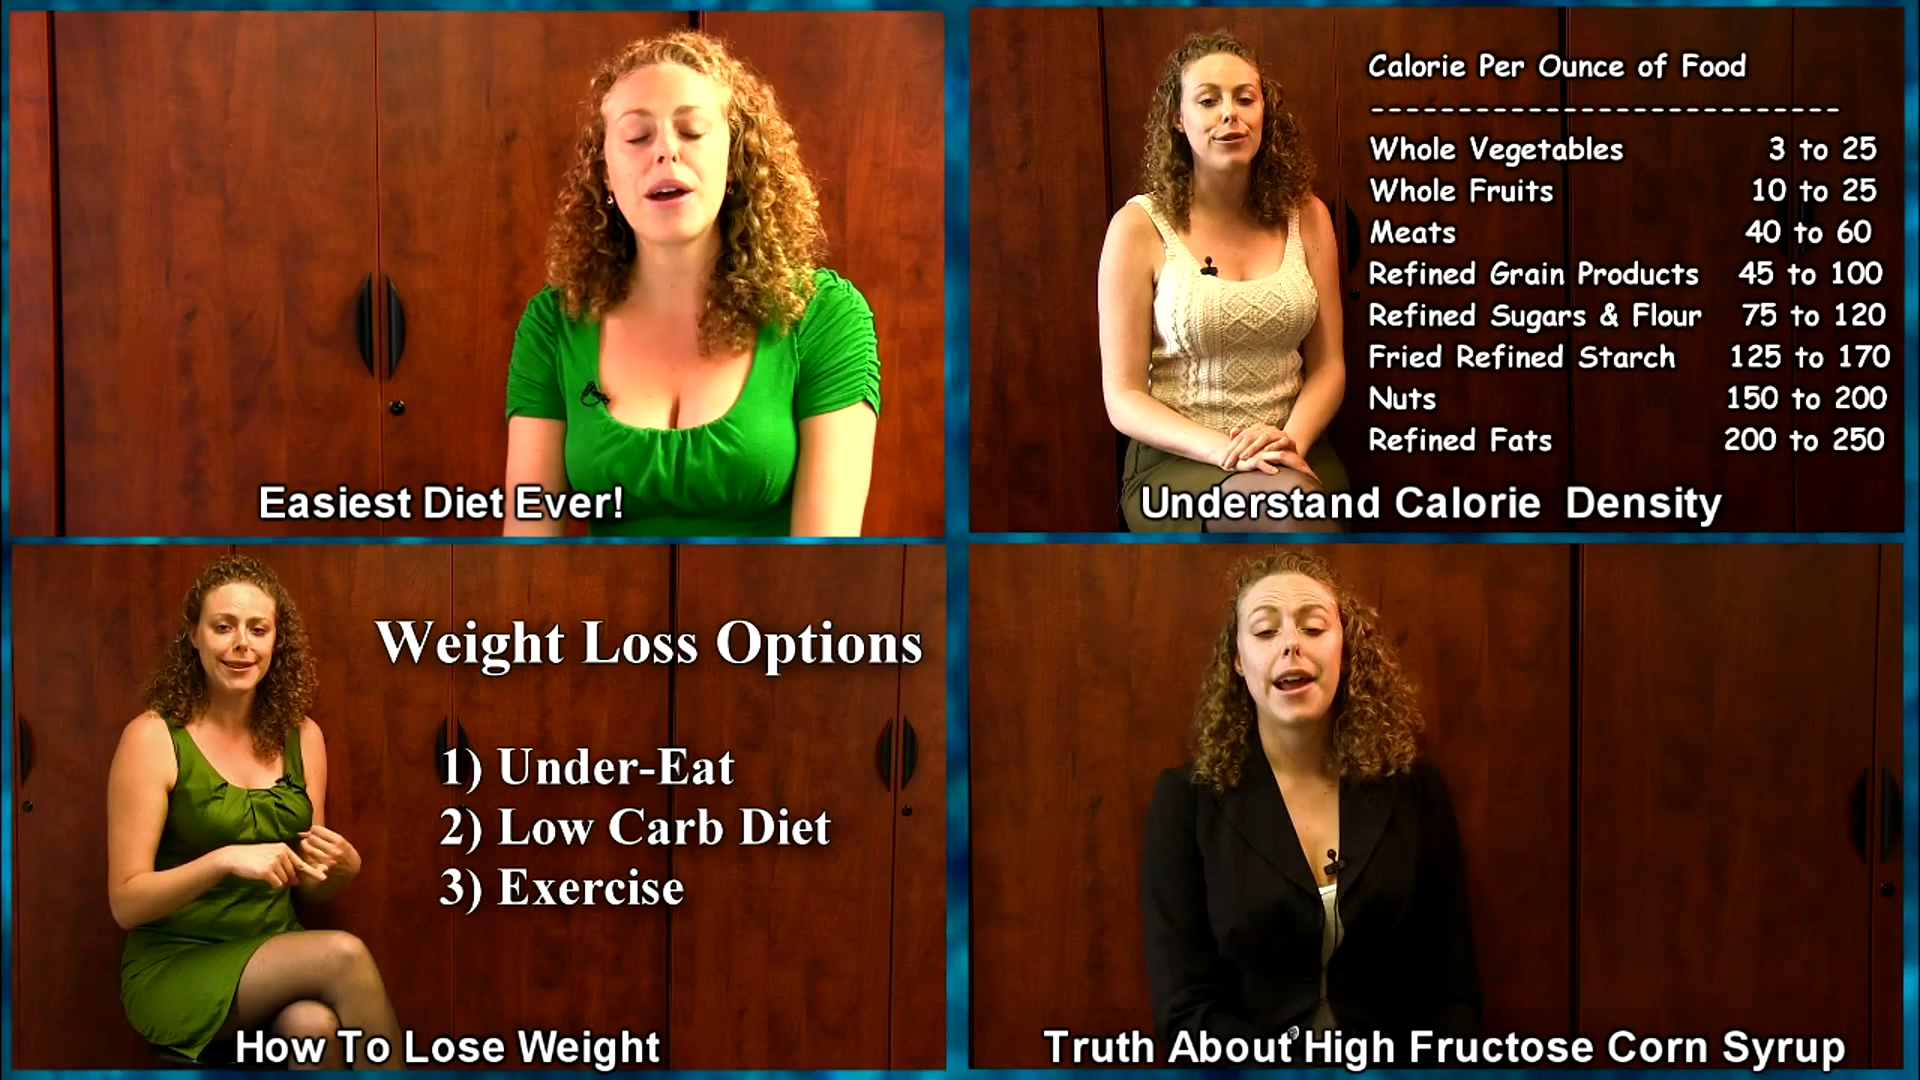 Easiest Diet Ever!
Calorie Per Ounce of Food
---------------------------
Whole Vegetables 3 to 25
Whole Fruits 10 to 25
Meats 40 to 60
Refined Grain Products 45 to 100
Refined Sugars & Flour 75 to 120
Fried Refined Starch 125 to 170
Nuts 150 to 200
Refined Fats 200 to 250
Understand Calorie Density
Weight Loss Options
1) Under-Eat
2) Low Carb Diet
3) Exercise
How To Lose Weight
Truth About High Fructose Corn Syrup